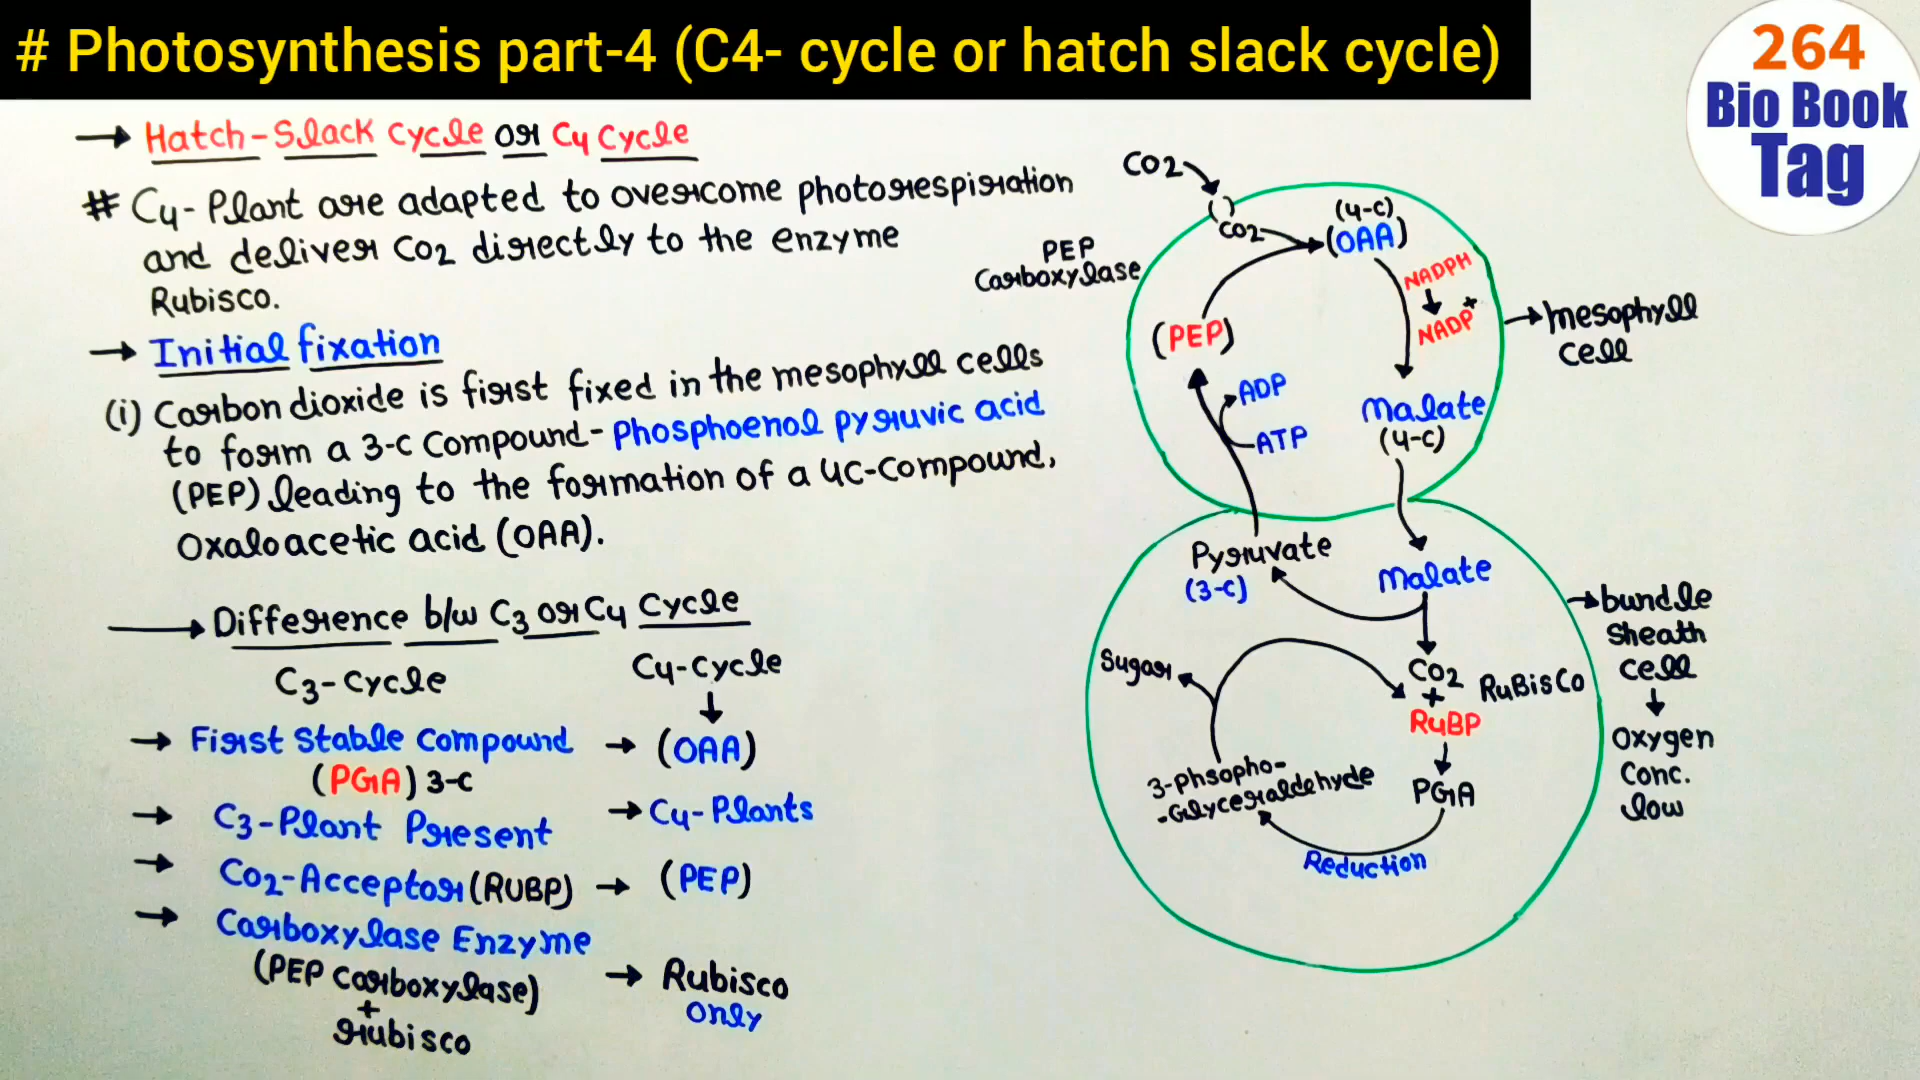 # Photosynthesis part-4 (C4- cycle or hatch slack cycle)
264
Bio Book
Tag
→ Hatch-Slack cycle or C4 cycle
# C4-Plant are adapted to overcome photorespiration
and deliver CO2 directly to the enzyme
Rubisco.
→ Initial fixation
(i) Carbon dioxide is first fixed in the mesophyll cells
to form a 3-c compound-Phosphoenol pyruvic acid
(PEP) leading to the formation of a 4C-compound,
Oxaloacetic acid (OAA).
→ Difference b/w C3 or C4 Cycle
C3-Cycle
C4-Cycle
↓
→ First Stable Compound → (OAA)
(PGA) 3-c
→ C3-Plant Present → C4-Plants
→ CO2-Acceptor (RUBP) → (PEP)
→ Carboxylase Enzyme
(PEP carboxylase) → Rubisco
+ only
rubisco
CO2
( )
CO2
(4-c)
(OAA)
PEP
Carboxylase
NADPH
↓
NADP+
(PEP)
→ mesophyll
cell
ADP
ATP
Malate
(4-c)
Pyruvate
(3-c)
Malate
→ bundle
Sheath
cell
↓
Oxygen
Conc.
low
Sugar
CO2
+
RuBP
RuBisCo
↓
PGA
3-Phsopho-
-Glyceraldehyde
Reduction